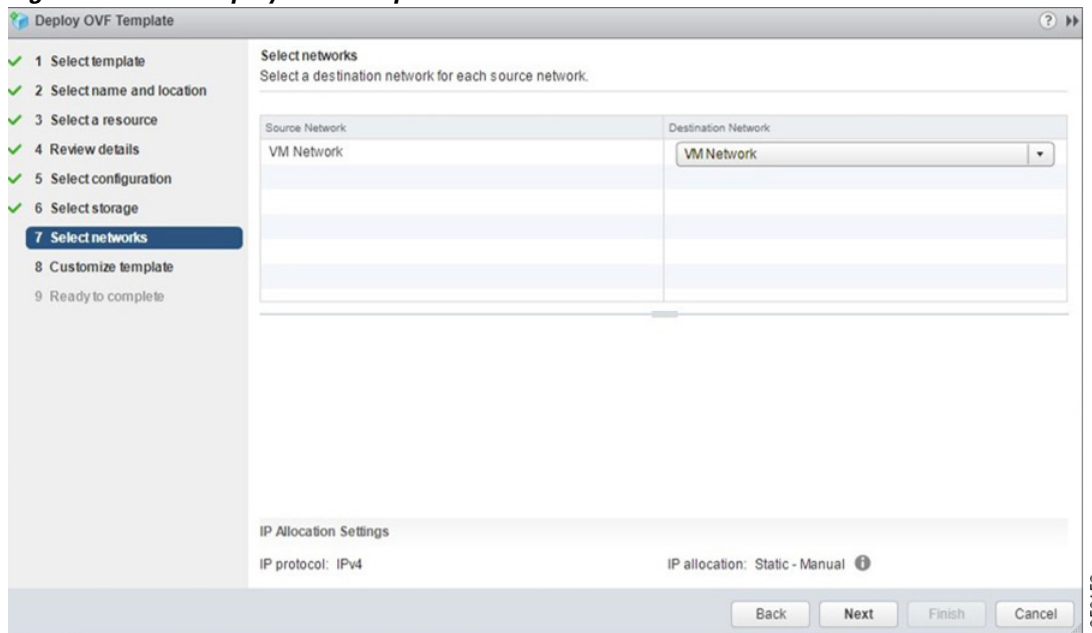 Deploy OVF Template
1 Select template
2 Select name and location
3 Select a resource
4 Review details
5 Select configuration
6 Select storage
7 Select networks
8 Customize template
9 Ready to complete
Select networks
Select a destination network for each source network.
Source Network
Destination Network
VM Network
VM Network
IP Allocation Settings
IP protocol: IPv4
IP allocation: Static - Manual
Back
Next
Finish
Cancel